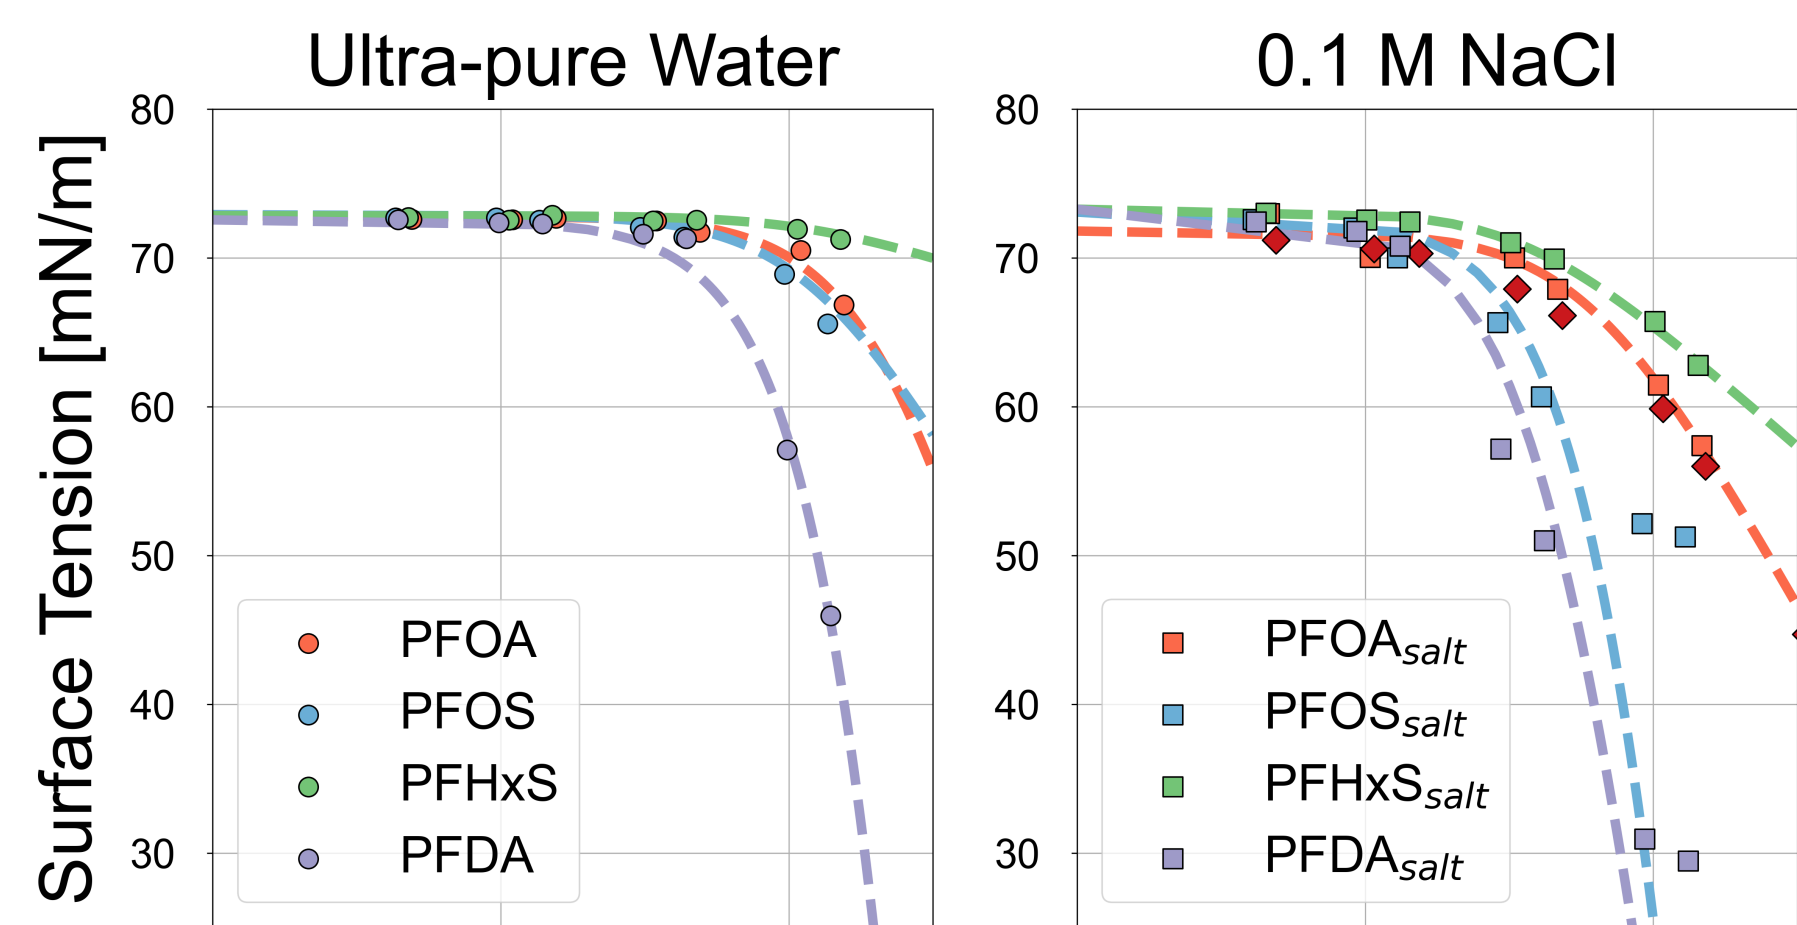 Ultra-pure Water
0.1 M NaCl
Surface Tension [mN/m]
80
70
60
50
40
30
PFOA
PFOS
PFHxS
PFDA
80
70
60
50
40
30
PFOAsalt
PFOSsalt
PFHxSsalt
PFDAsalt